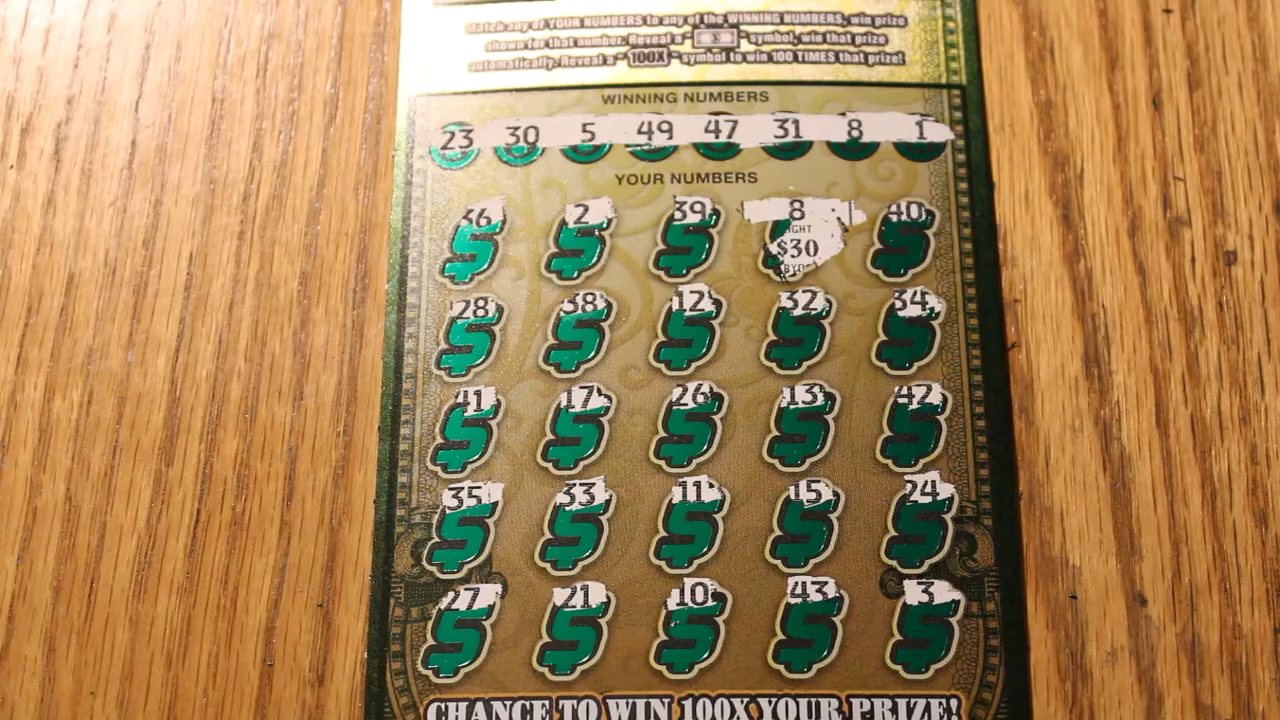 Match any of YOUR NUMBERS to any of the WINNING NUMBERS, win prize
shown for that number. Reveal a " $ " symbol, win that prize
automatically. Reveal a " 100X " symbol to win 100 TIMES that prize!
WINNING NUMBERS
23 30 5 49 47 31 8 1
YOUR NUMBERS
36 2 39 8 40
$30
28 38 12 32 34
41 17 26 13 42
35 33 11 15 24
27 21 10 43 3
CHANCE TO WIN 100X YOUR PRIZE!